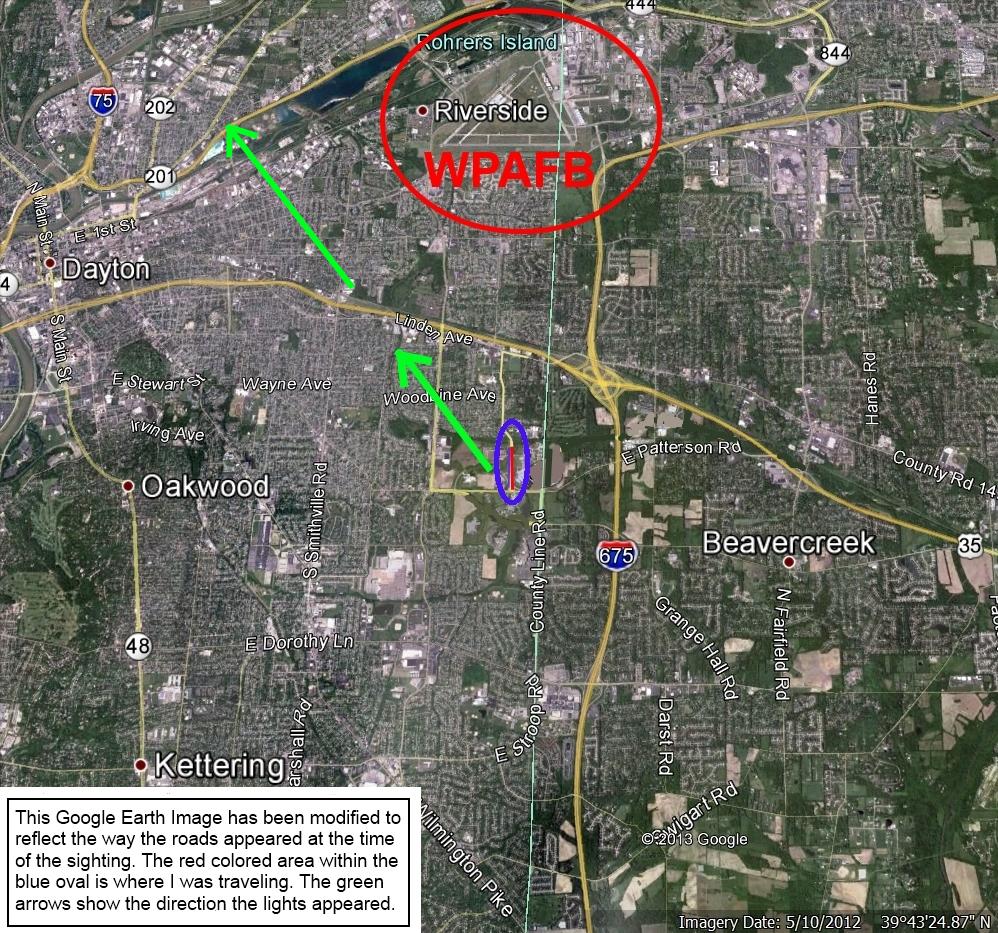 444
Rohrers Island
844
75
202
Riverside
WPAFB
201
N Main St
E 1st St
Dayton
4
Linden Ave
S Main St
E Stewart St
Wayne Ave
Woodbine Ave
Hanes Rd
Irving Ave
E Patterson Rd
County Rd 14
Oakwood
S Smithville Rd
County Line Rd
675
Beavercreek
35
N Fairfield Rd
Grange Hall Rd
48
E Dorothy Ln
E Stroop Rd
Darst Rd
arshall Rd
Kettering
Swigart Rd
Wilmington Pike
©2013 Google
This Google Earth Image has been modified to
reflect the way the roads appeared at the time
of the sighting. The red colored area within the
blue oval is where I was traveling. The green
arrows show the direction the lights appeared.
Imagery Date: 5/10/2012 39°43'24.87" N